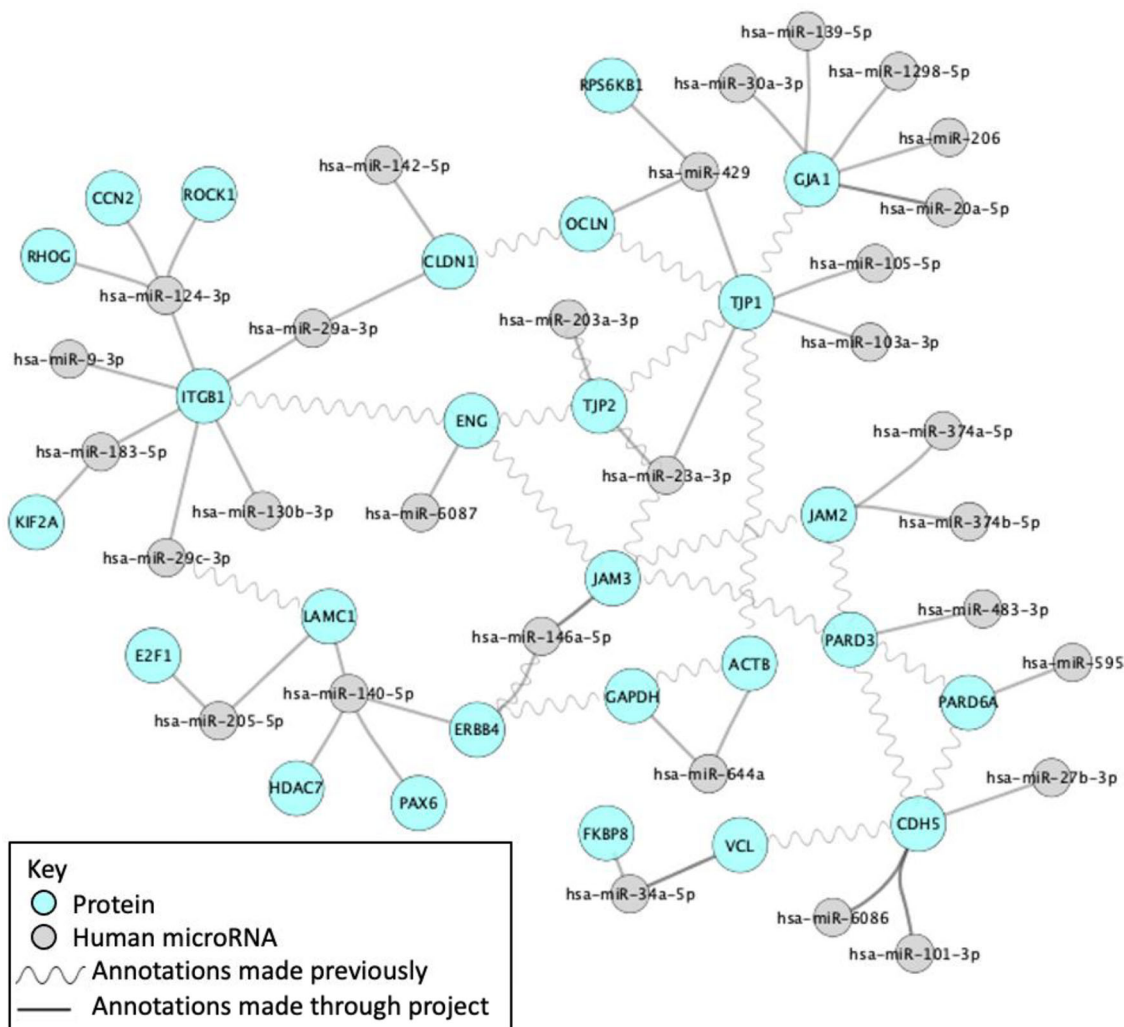 hsa-miR-139-5p
hsa-miR-30a-3p
hsa-miR-1298-5p
RPS6KB1
hsa-miR-206
hsa-miR-142-5p
hsa-miR-429
GJA1
CCN2
ROCK1
hsa-miR-20a-5p
OCLN
RHOG
CLDN1
hsa-miR-105-5p
hsa-miR-124-3p
TJP1
hsa-miR-29a-3p
hsa-miR-203a-3p
hsa-miR-103a-3p
hsa-miR-9-3p
ITGB1
TJP2
ENG
hsa-miR-374a-5p
hsa-miR-183-5p
hsa-miR-23a-3p
hsa-miR-130b-3p
hsa-miR-6087
JAM2
hsa-miR-374b-5p
KIF2A
hsa-miR-29c-3p
JAM3
hsa-miR-483-3p
LAMC1
hsa-miR-146a-5p
PARD3
E2F1
ACTB
hsa-miR-595
hsa-miR-140-5p
GAPDH
PARD6A
hsa-miR-205-5p
ERBB4
hsa-miR-644a
hsa-miR-27b-3p
HDAC7
PAX6
CDH5
FKBP8
VCL
hsa-miR-34a-5p
hsa-miR-6086
hsa-miR-101-3p
Key
Protein
Human microRNA
Annotations made previously
Annotations made through project